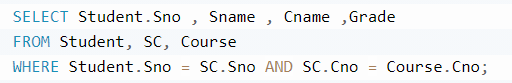 SELECT Student.Sno , Sname , Cname ,Grade
FROM Student, SC, Course
WHERE Student.Sno = SC.Sno AND SC.Cno = Course.Cno;